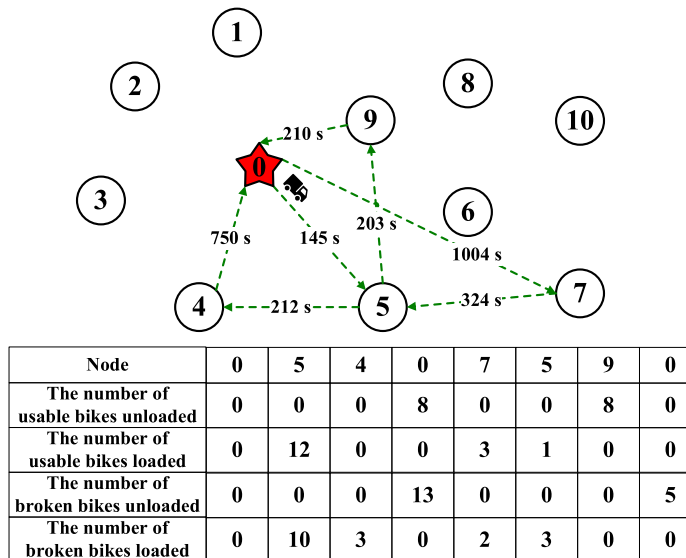 1
2
8
9
10
210 s
0
3
6
203 s
750 s
145 s
1004 s
4
212 s
5
324 s
7
Node 0 5 4 0 7 5 9 0
The number of
usable bikes unloaded 0 0 0 8 0 0 8 0
The number of
usable bikes loaded 0 12 0 0 3 1 0 0
The number of
broken bikes unloaded 0 0 0 13 0 0 0 5
The number of
broken bikes loaded 0 10 3 0 2 3 0 0